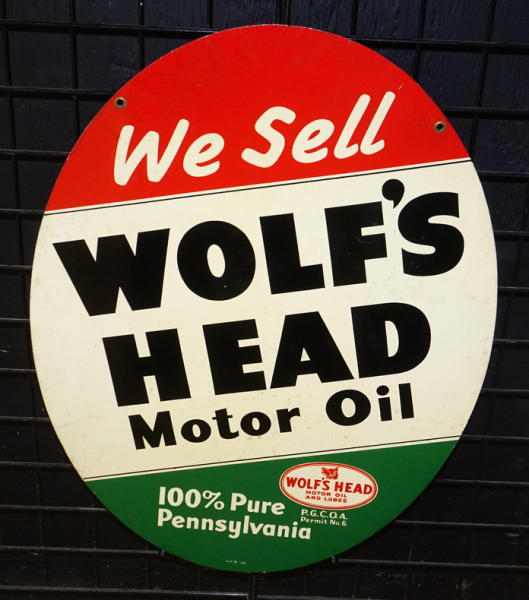 We Sell
WOLF'S
HEAD
Motor Oil
100% Pure
Pennsylvania
WOLF'S HEAD
MOTOR OIL
AND LUBES
P.G.C.O.A.
Permit No. 6